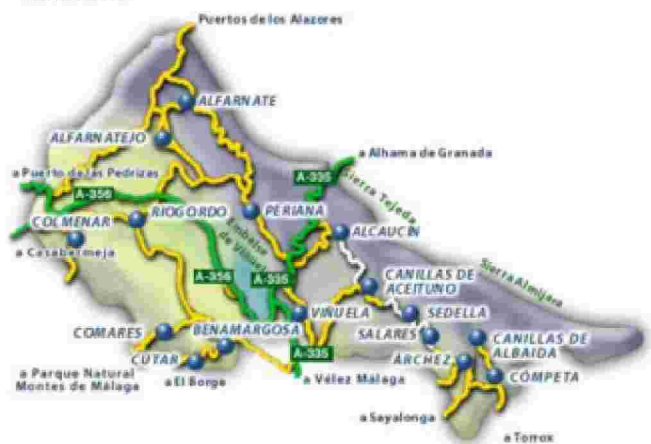 Puertos de los Alazores
ALFARNATE
ALFARNATEJO
a Alhama de Granada
a Puerto de las Pedrizas
A-335
Sierra Tejeda
A-356
COLMENAR
RIOGORDO
PERIANA
ALCAUCÍN
a Casabermeja
Embalse
de Viñuela
Sierra Almijara
A-356
A-335
CANILLAS DE
ACEITUNO
VIÑUELA
SEDELLA
COMARES
BENAMARGOSA
SALARES
CANILLAS DE
ALBAIDA
CUTAR
A-335
ÁRCHEZ
CÓMPETA
a Parque Natural
Montes de Málaga
a El Borge
a Vélez Málaga
a Sayalonga
a Torrox